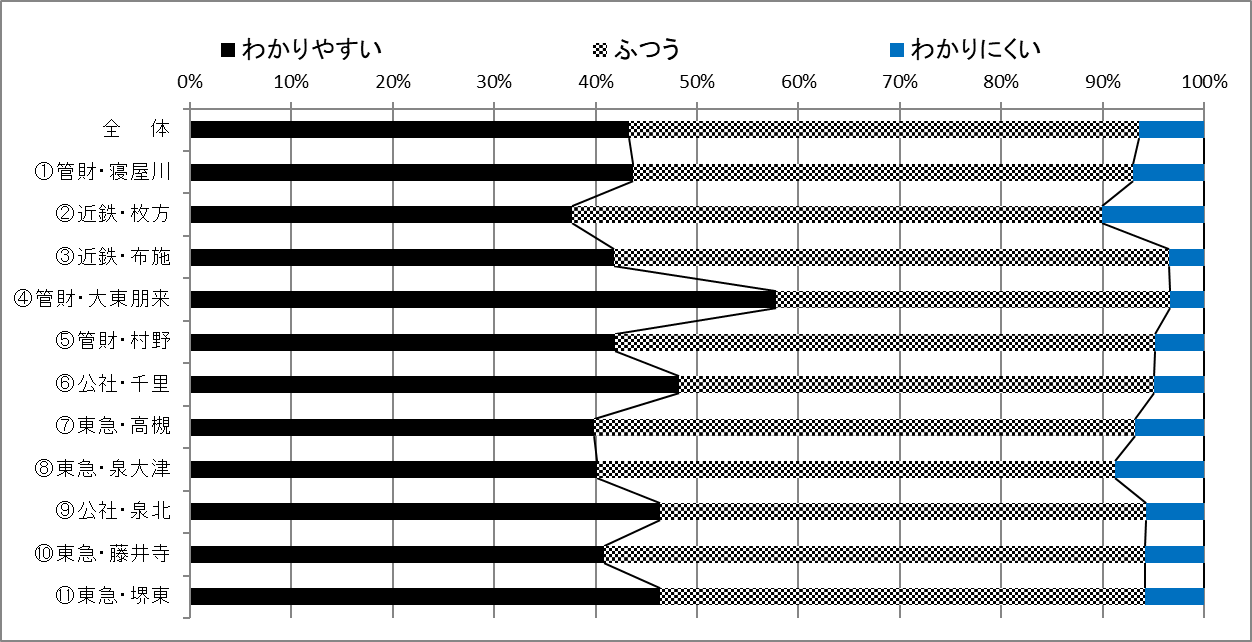 わかりやすい ふつう わかりにくい
0% 10% 20% 30% 40% 50% 60% 70% 80% 90% 100%
全 体
①管財・寝屋川
②近鉄・枚方
③近鉄・布施
④管財・大東朋来
⑤管財・村野
⑥公社・千里
⑦東急・高槻
⑧東急・泉大津
⑨公社・泉北
⑩東急・藤井寺
⑪東急・堺東